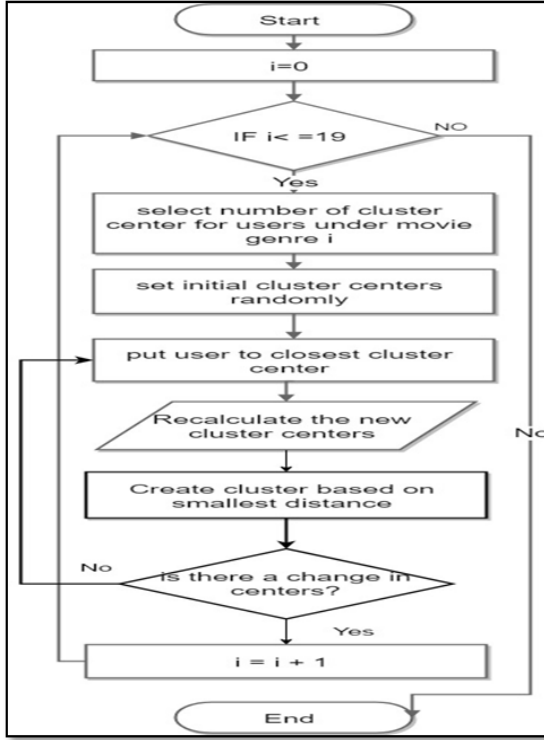 Start
i=0
IF i< =19
NO
Yes
select number of cluster
center for users under movie
genre i
set initial cluster centers
randomly
put user to closest cluster
center
Recalculate the new
cluster centers
No
Create cluster based on
smallest distance
No
is there a change in
centers?
Yes
i = i + 1
End